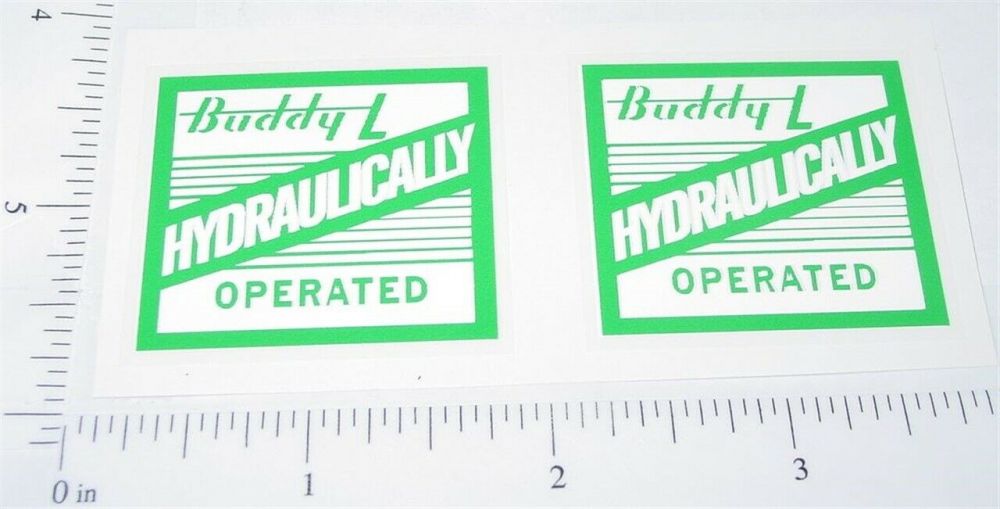 Buddy L
HYDRAULICALLY
OPERATED
Buddy L
HYDRAULICALLY
OPERATED
4
5
0 in
1
2
3